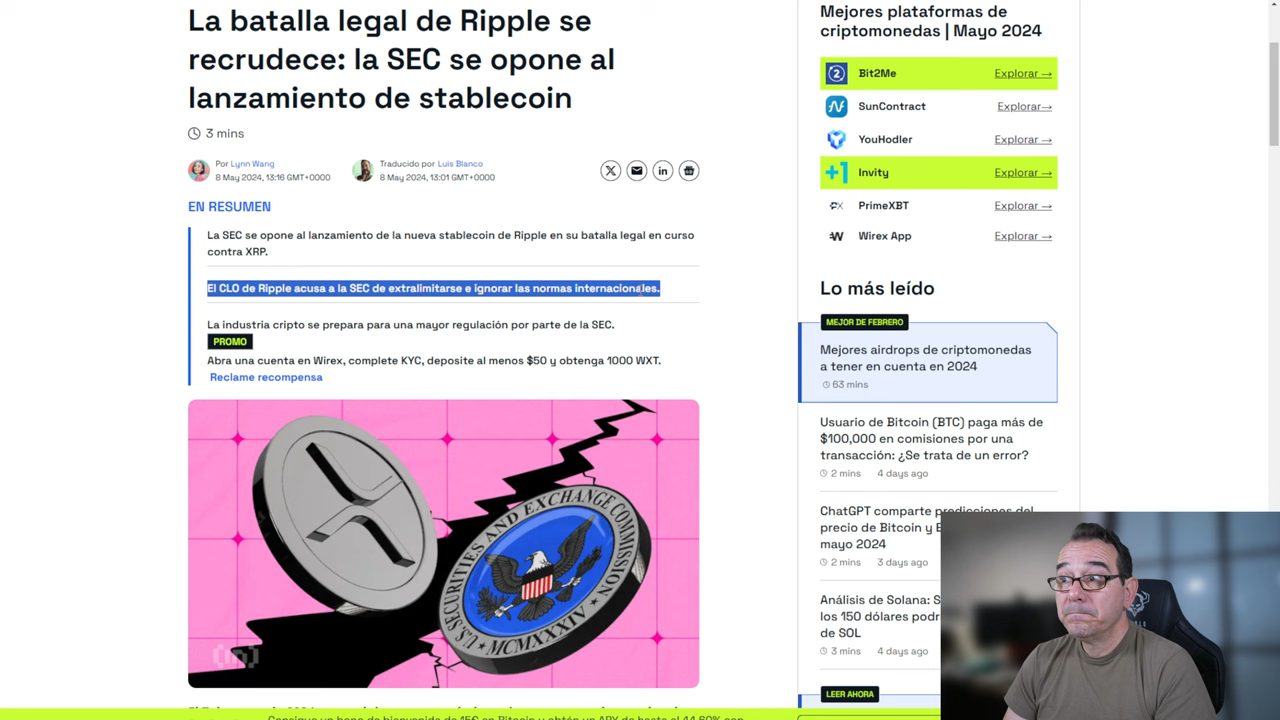 La batalla legal de Ripple se
recrudece: la SEC se opone al
lanzamiento de stablecoin
3 mins
Por Lynn Wang
8 May 2024, 13:16 GMT+0000
Traducido por Luis Blanco
8 May 2024, 13:01 GMT+0000
EN RESUMEN
La SEC se opone al lanzamiento de la nueva stablecoin de Ripple en su batalla legal en curso
contra XRP.
El CLO de Ripple acusa a la SEC de extralimitarse e ignorar las normas internacionales.
La industria cripto se prepara para una mayor regulación por parte de la SEC.
PROMO
Abra una cuenta en Wirex, complete KYC, deposite al menos $50 y obtenga 1000 WXT.
Reclame recompensa
U.S. SECURITIES AND EXCHANGE COMMISSION
MCMXXXIV
Mejores plataformas de
criptomonedas | Mayo 2024
Bit2Me Explorar →
SunContract Explorar→
YouHodler Explorar →
Invity Explorar →
PrimeXBT Explorar →
Wirex App Explorar →
Lo más leído
MEJOR DE FEBRERO
Mejores airdrops de criptomonedas
a tener en cuenta en 2024
63 mins
Usuario de Bitcoin (BTC) paga más de
$100,000 en comisiones por una
transacción: ¿Se trata de un error?
2 mins 4 days ago
ChatGPT comparte predicciones del
precio de Bitcoin y
mayo 2024
2 mins 3 days ago
Análisis de Solana:
los 150 dólares
de SOL
3 mins 4 days ago
LEER AHORA